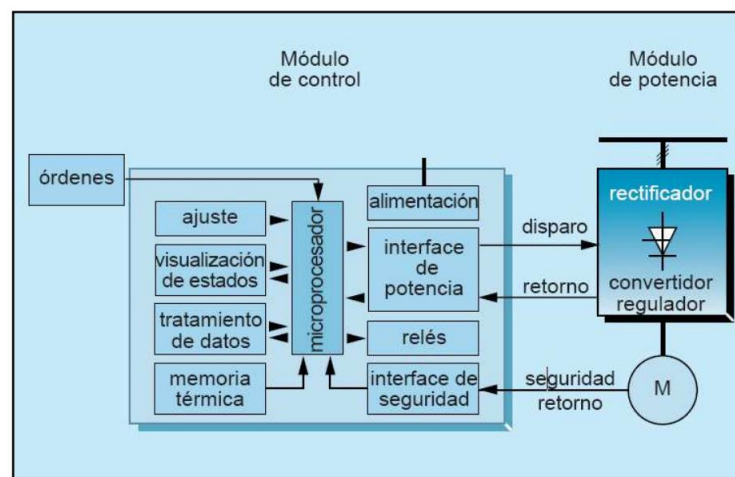 Módulo
de control
Módulo
de potencia
órdenes
ajuste
visualización
de estados
tratamiento
de datos
memoria
térmica
microprocesador
alimentación
interface
de
potencia
relés
interface de
seguridad
disparo
retorno
seguridad
retorno
rectificador
convertidor
regulador
M